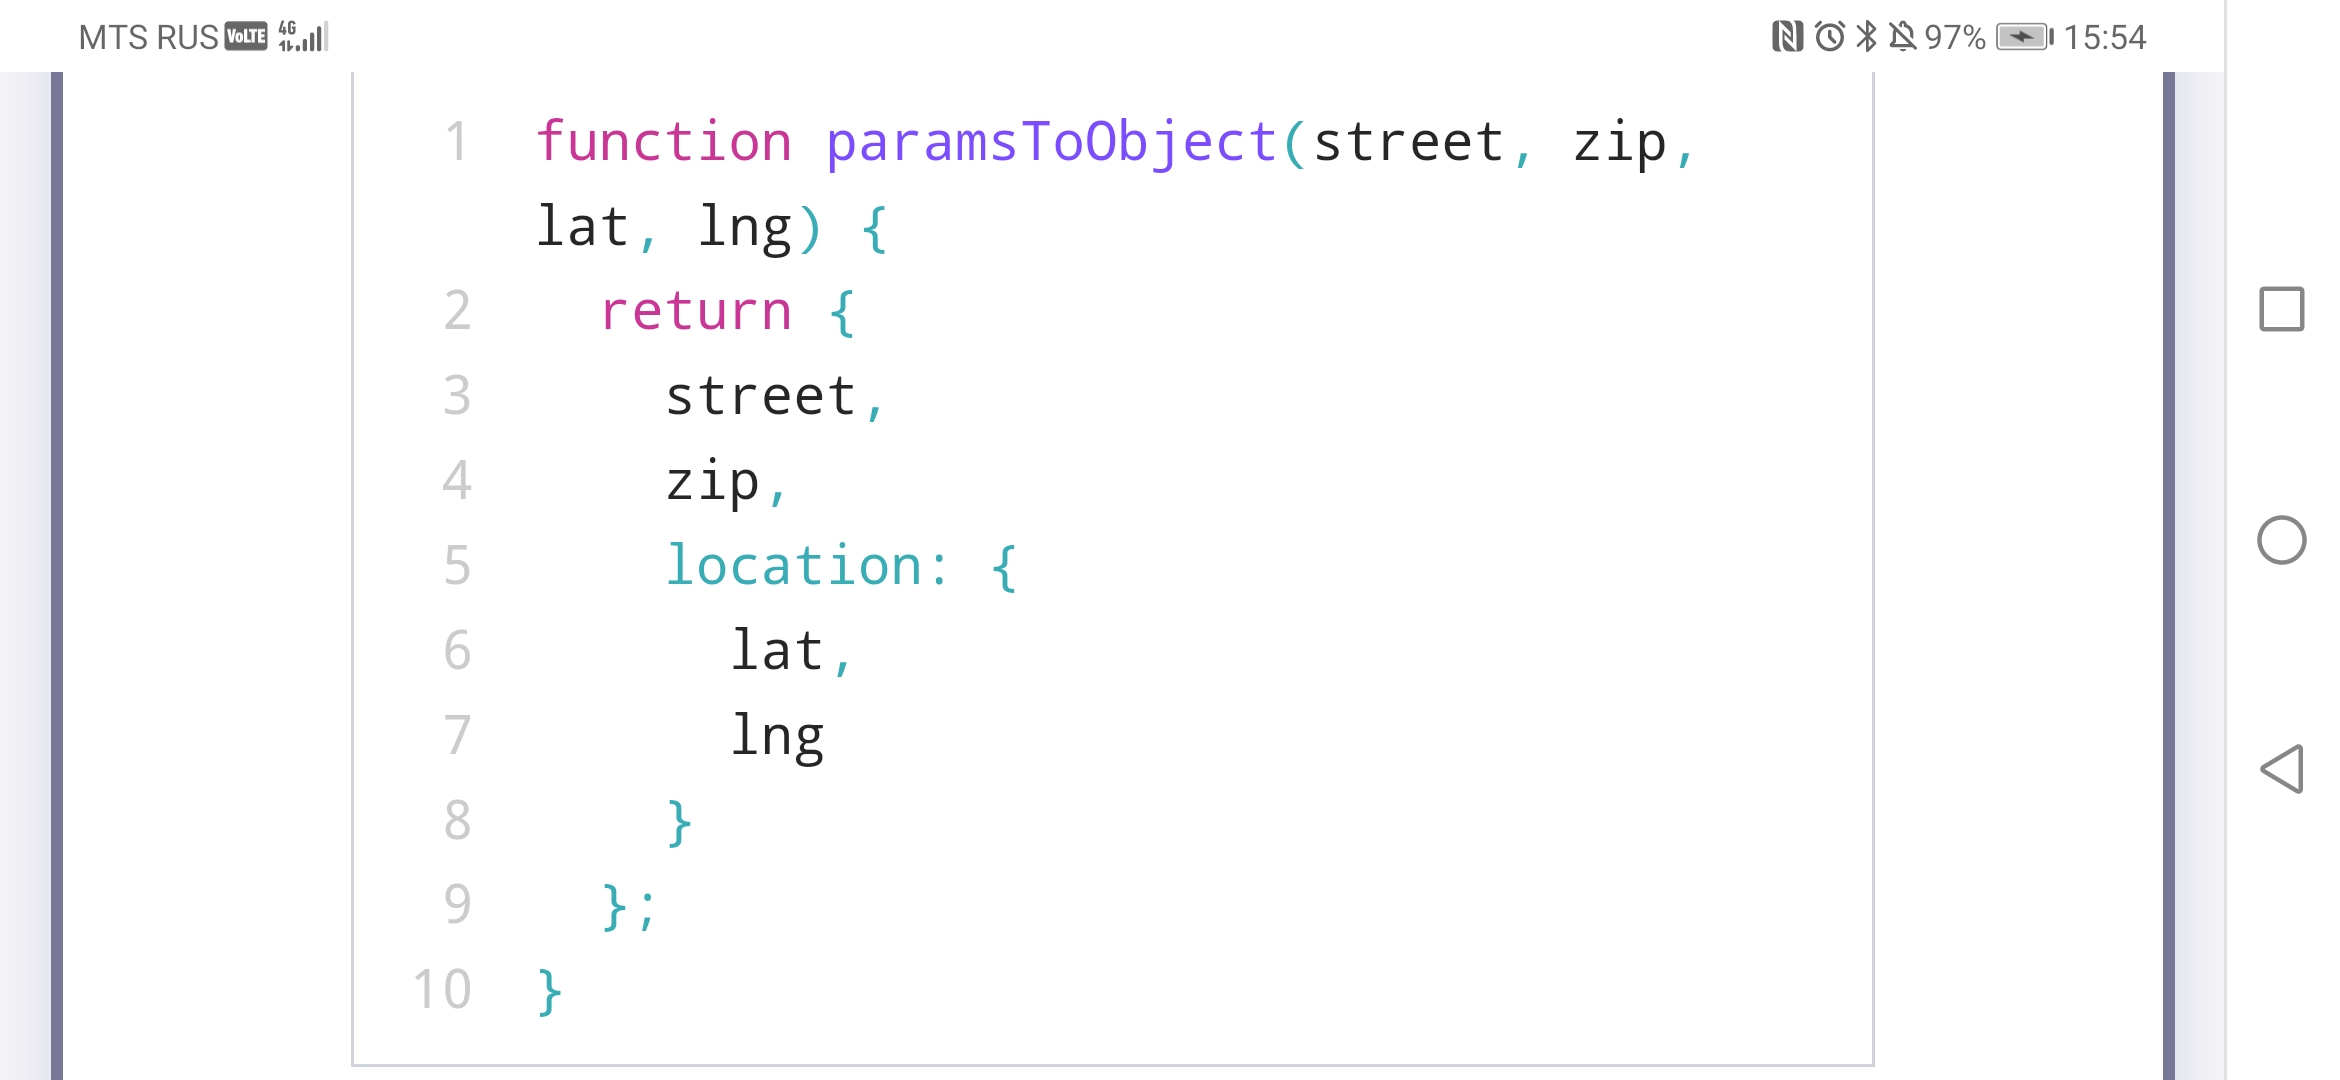 MTS RUS VoLTE 4G 97% 15:54
1 function paramsToObject(street, zip,
lat, lng) {
2 return {
3 street,
4 zip,
5 location: {
6 lat,
7 lng
8 }
9 };
10 }